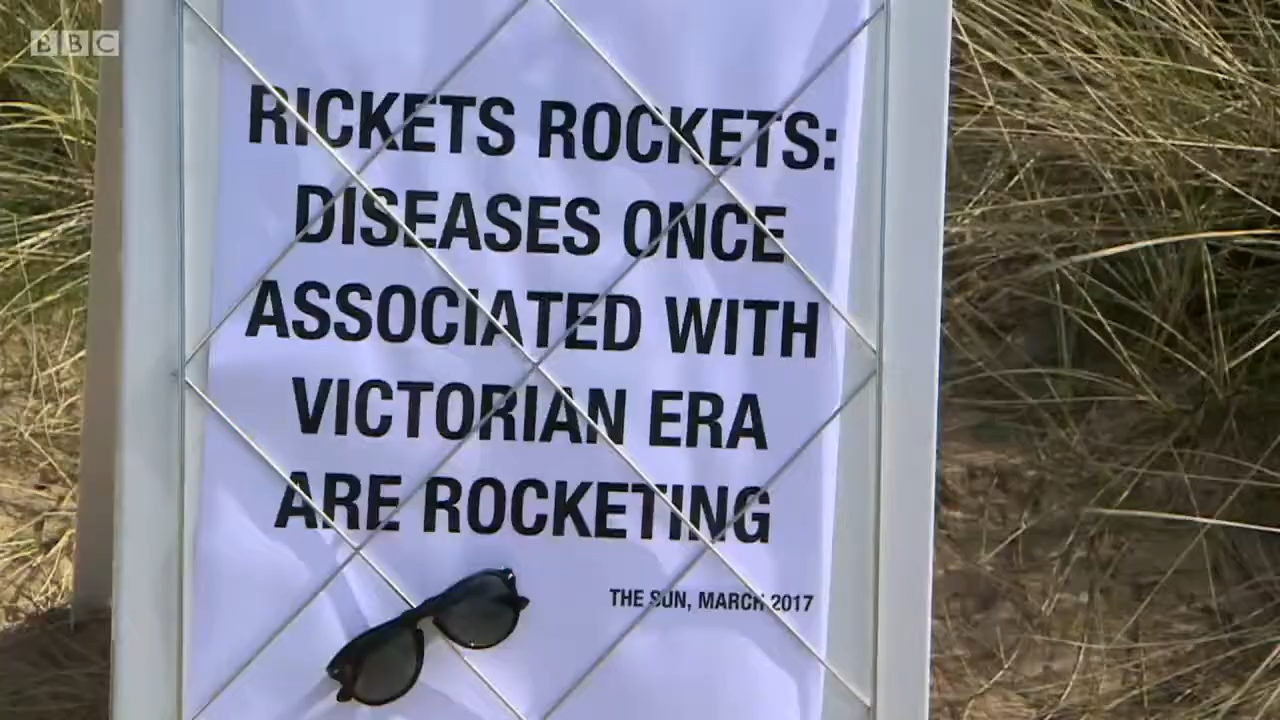 BBC
RICKETS ROCKETS:
DISEASES ONCE
ASSOCIATED WITH
VICTORIAN ERA
ARE ROCKETING
THE SUN, MARCH 2017